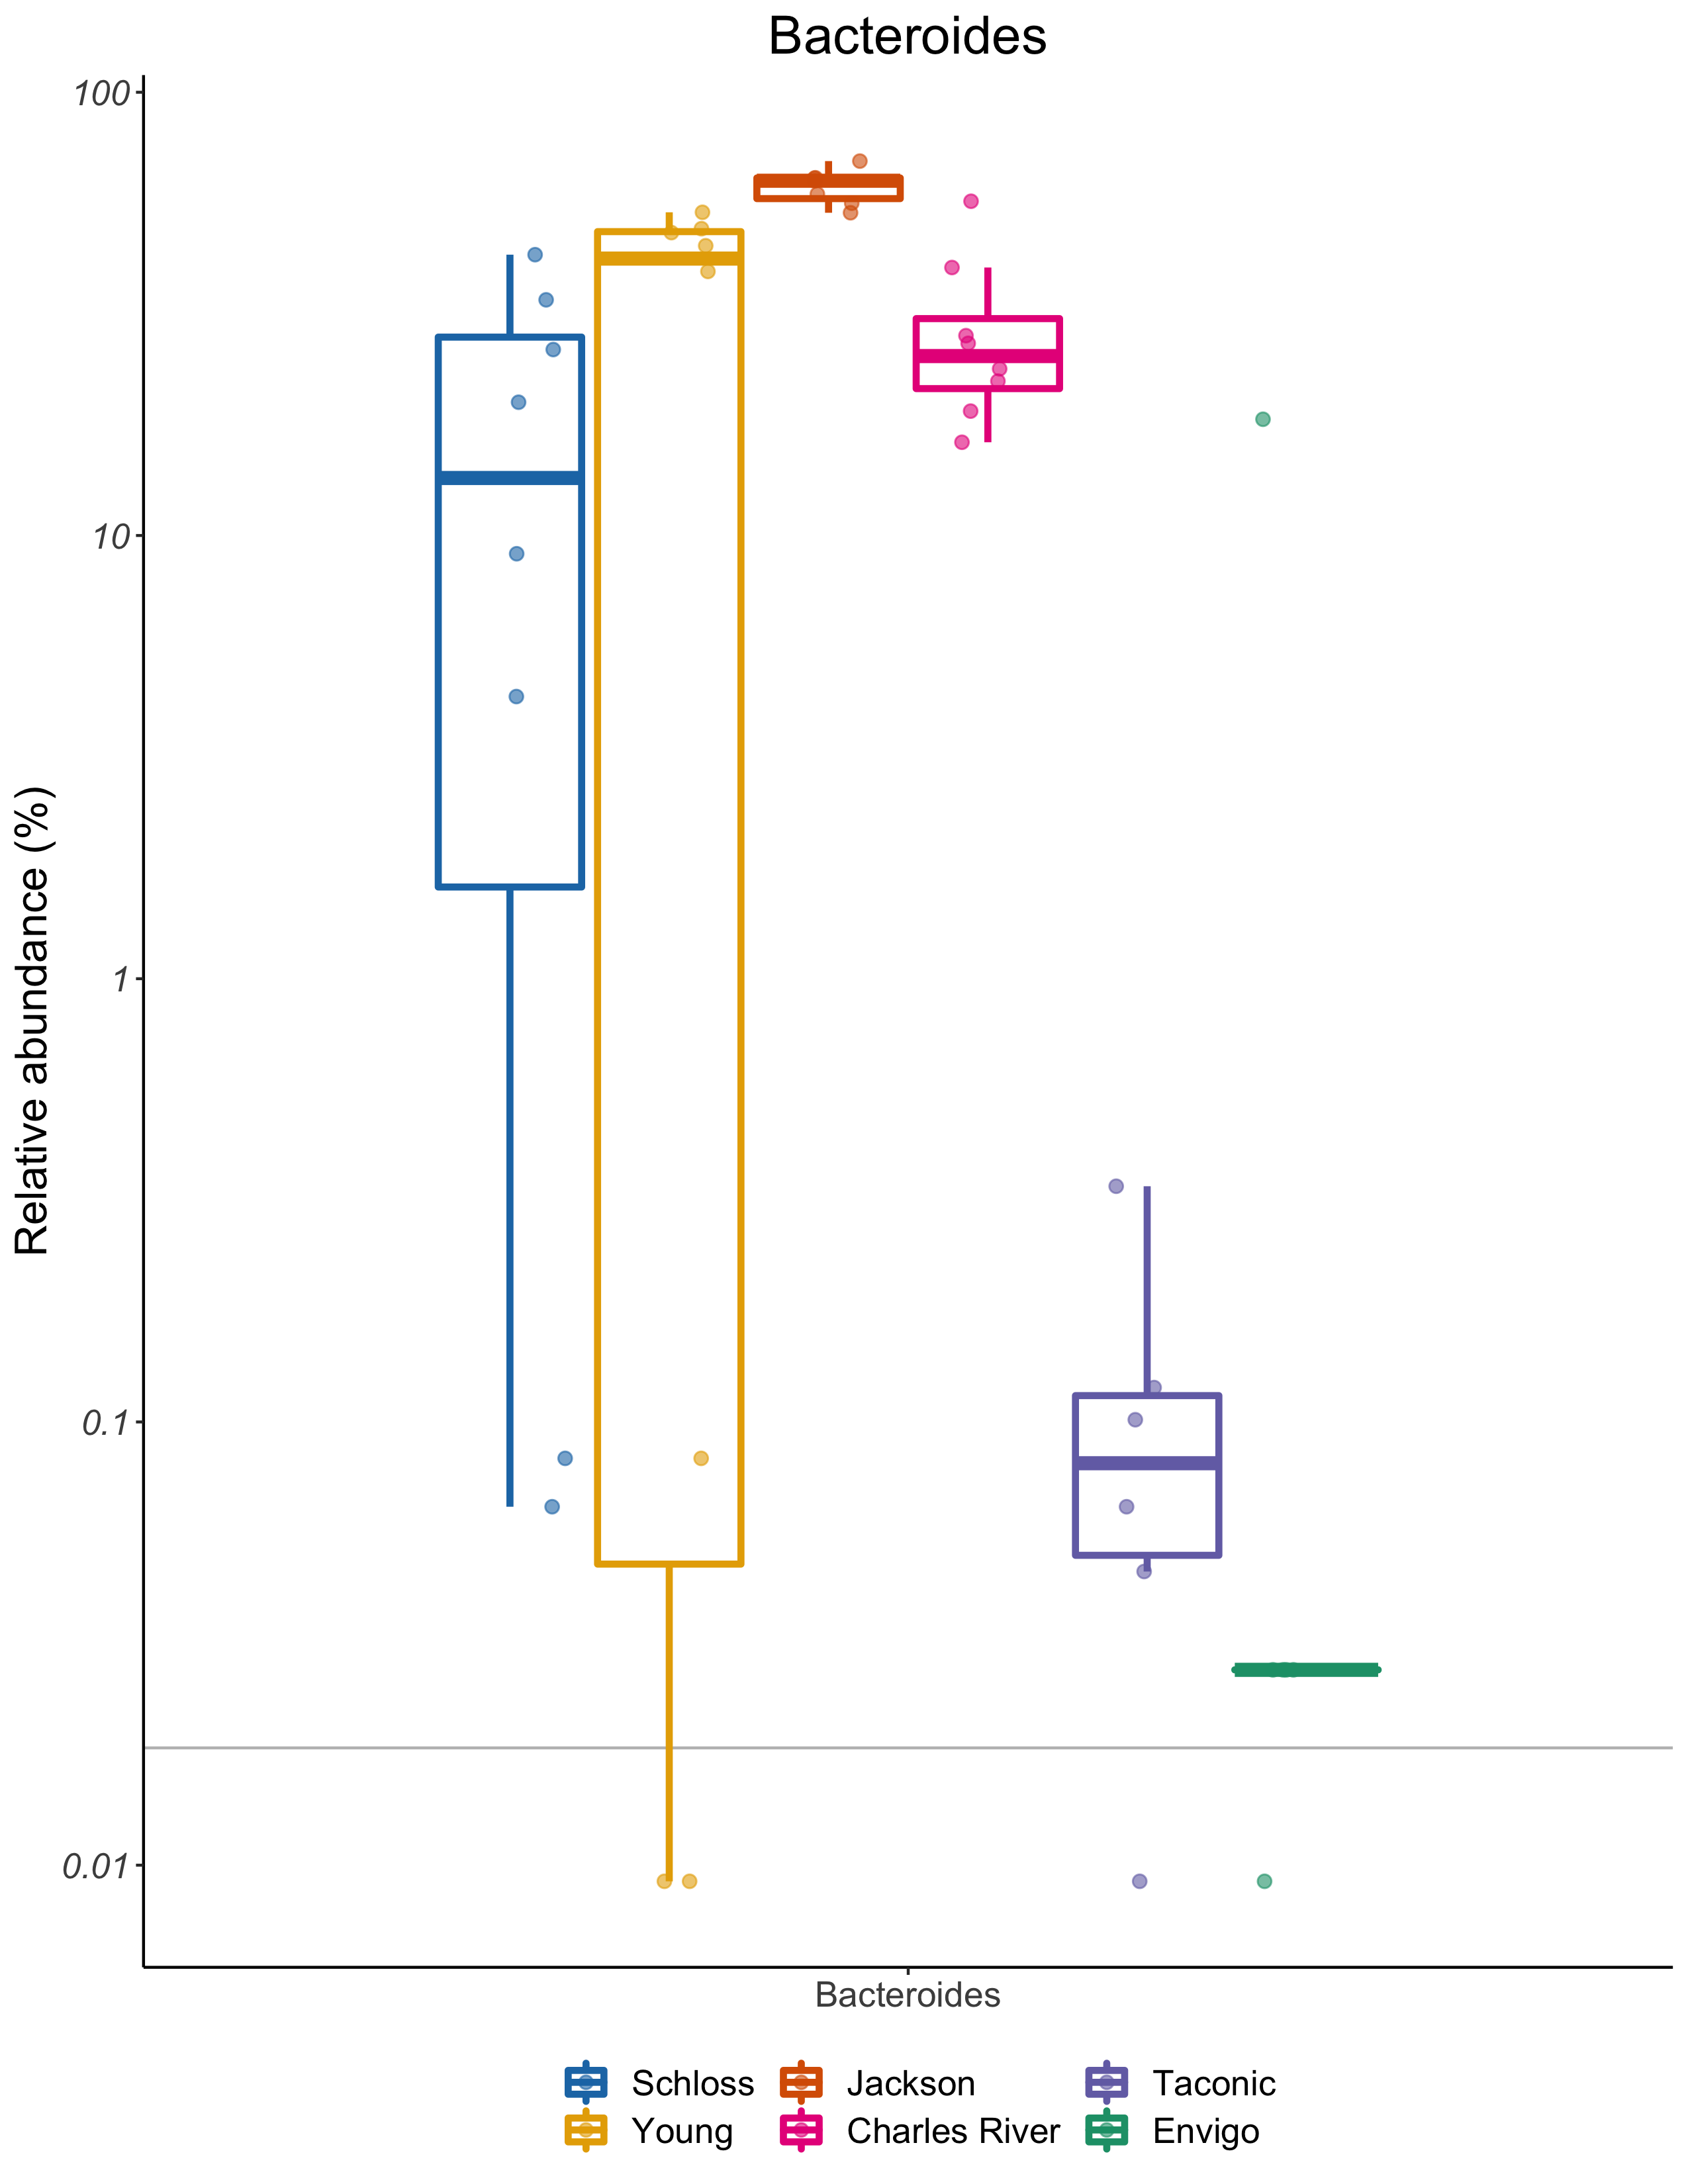 Bacteroides
100
10
1
0.1
0.01
Relative abundance (%)
Bacteroides
Schloss
Jackson
Taconic
Young
Charles River
Envigo